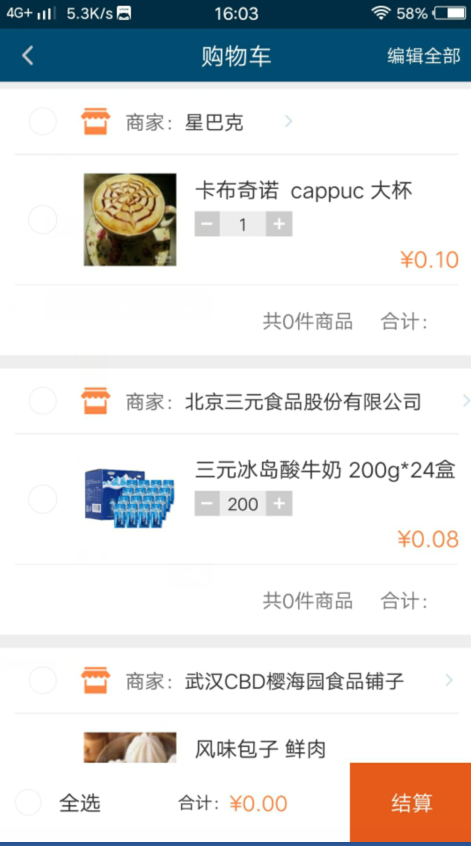 4G+ 5.3K/s 16:03 58%
购物车 编辑全部
商家：星巴克
卡布奇诺 cappuc 大杯
1
¥0.10
共0件商品 合计：
商家：北京三元食品股份有限公司
三元冰岛酸牛奶 200g*24盒
200
¥0.08
共0件商品 合计：
商家：武汉CBD樱海园食品铺子
风味包子 鲜肉
全选 合计：¥0.00 结算